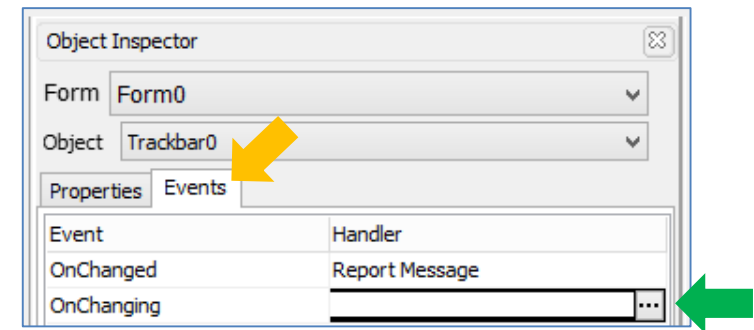 Object Inspector
Form Form0
Object Trackbar0
Properties Events
Event Handler
OnChanged Report Message
OnChanging ...